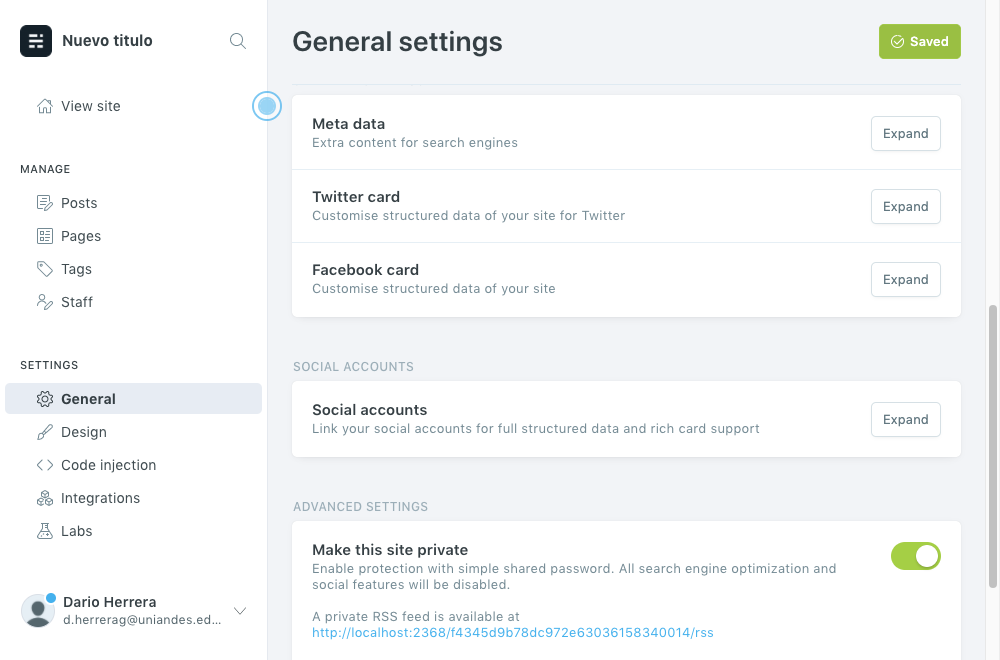 Nuevo titulo
View site
MANAGE
Posts
Pages
Tags
Staff
SETTINGS
General
Design
Code injection
Integrations
Labs
Dario Herrera
d.herrerag@uniandes.ed...
General settings
Saved
Meta data
Extra content for search engines
Expand
Twitter card
Customise structured data of your site for Twitter
Expand
Facebook card
Customise structured data of your site
Expand
SOCIAL ACCOUNTS
Social accounts
Link your social accounts for full structured data and rich card support
Expand
ADVANCED SETTINGS
Make this site private
Enable protection with simple shared password. All search engine optimization and
social features will be disabled.
A private RSS feed is available at
http://localhost:2368/f4345d9b78dc972e63036158340014/rss